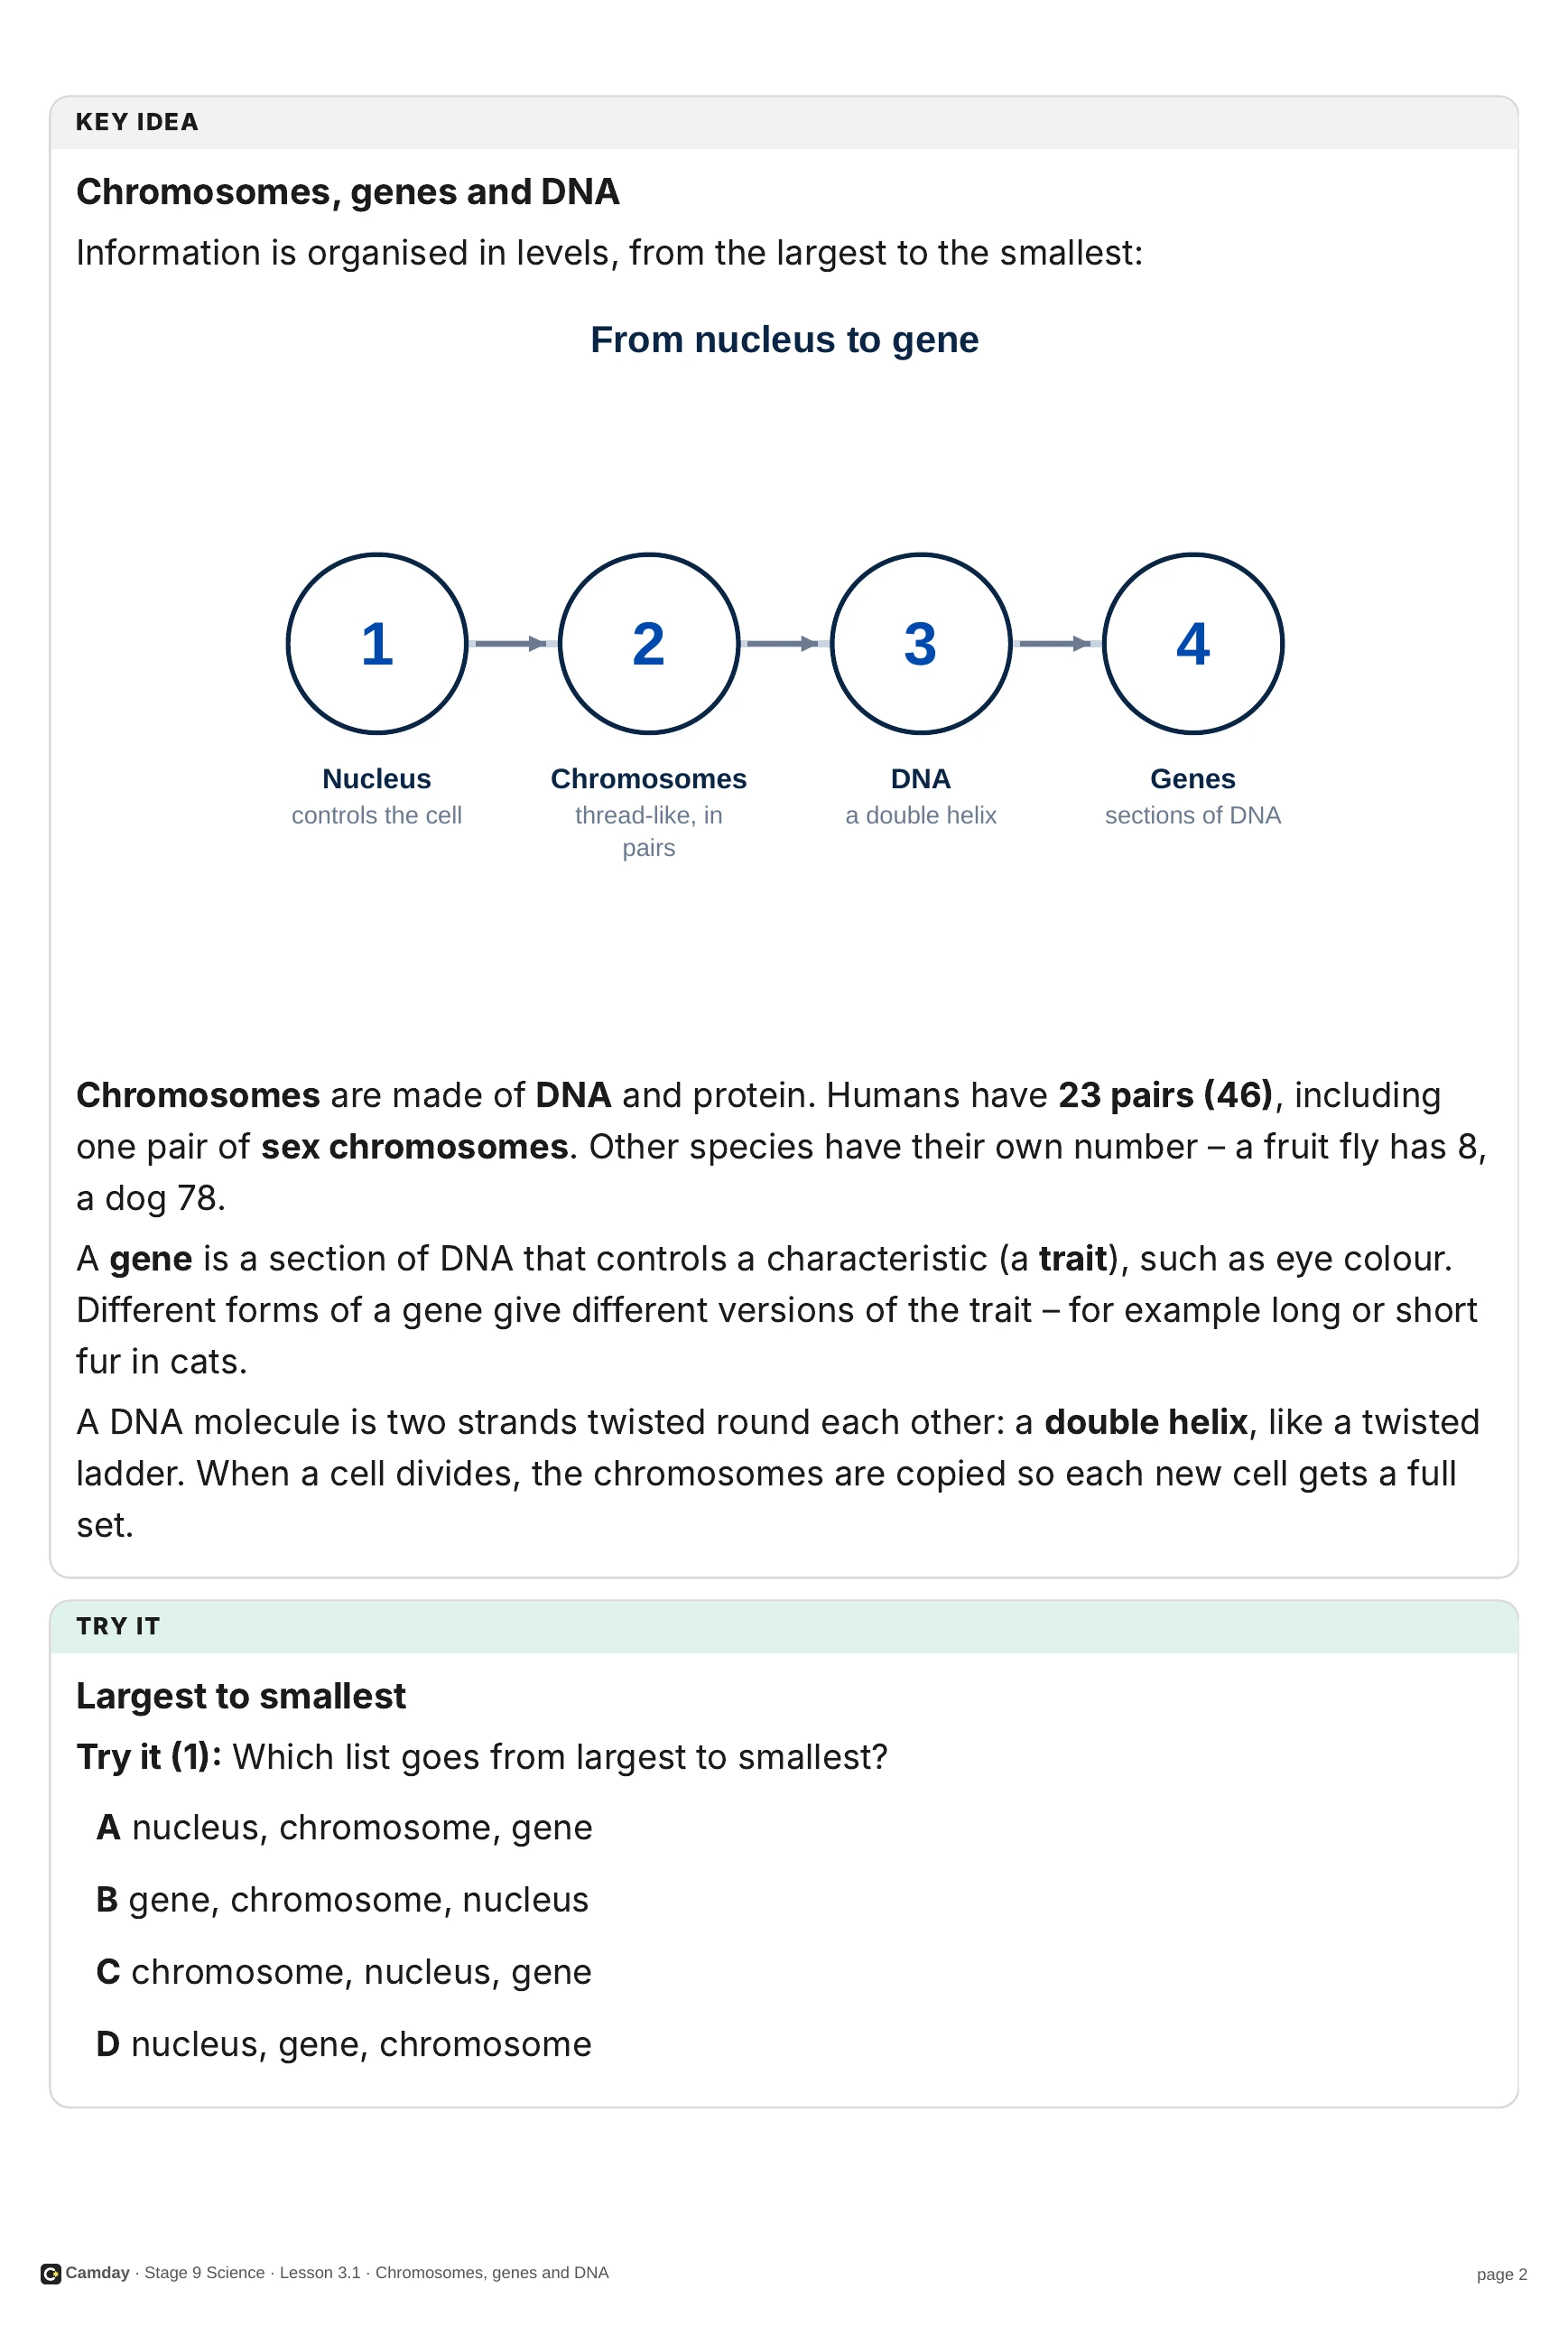 KEY IDEA
Chromosomes, genes and DNA
Information is organised in levels, from the largest to the smallest:
From nucleus to gene
1
2
3
4
Nucleus
controls the cell
Chromosomes
thread-like, in
pairs
DNA
a double helix
Genes
sections of DNA
Chromosomes are made of DNA and protein. Humans have 23 pairs (46), including
one pair of sex chromosomes. Other species have their own number – a fruit fly has 8,
a dog 78.
A gene is a section of DNA that controls a characteristic (a trait), such as eye colour.
Different forms of a gene give different versions of the trait – for example long or short
fur in cats.
A DNA molecule is two strands twisted round each other: a double helix, like a twisted
ladder. When a cell divides, the chromosomes are copied so each new cell gets a full
set.
TRY IT
Largest to smallest
Try it (1): Which list goes from largest to smallest?
A nucleus, chromosome, gene
B gene, chromosome, nucleus
C chromosome, nucleus, gene
D nucleus, gene, chromosome
Camday · Stage 9 Science · Lesson 3.1 · Chromosomes, genes and DNA
page 2